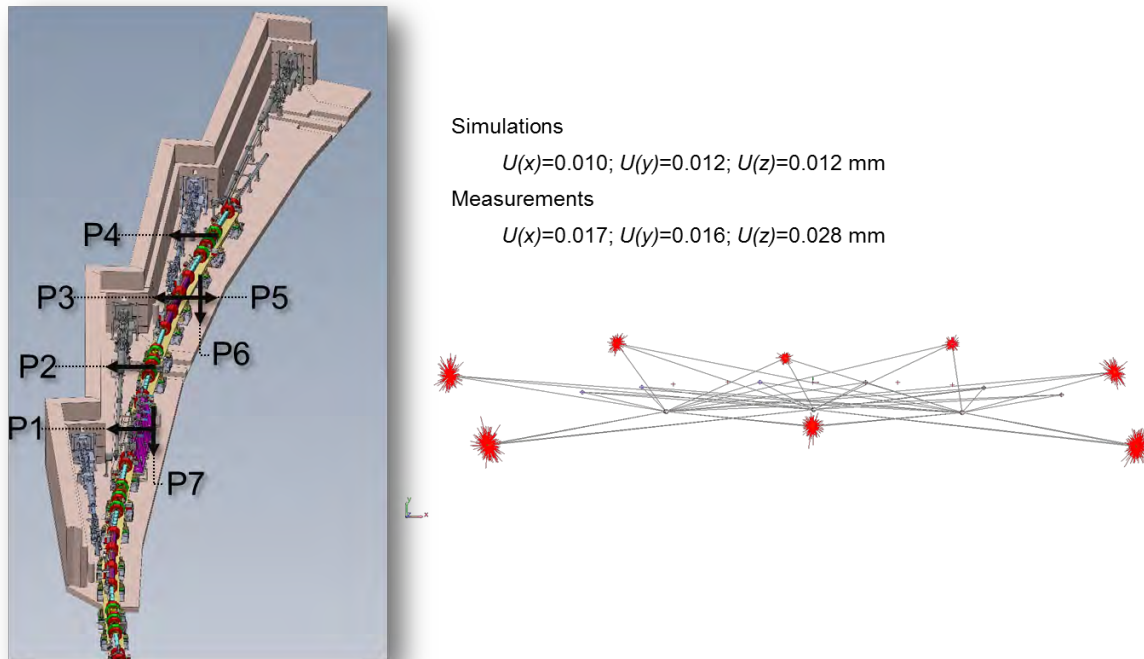 P4
P3
P5
P6
P2
P1
P7
Simulations
U(x)=0.010; U(y)=0.012; U(z)=0.012 mm
Measurements
U(x)=0.017; U(y)=0.016; U(z)=0.028 mm
y
z
x